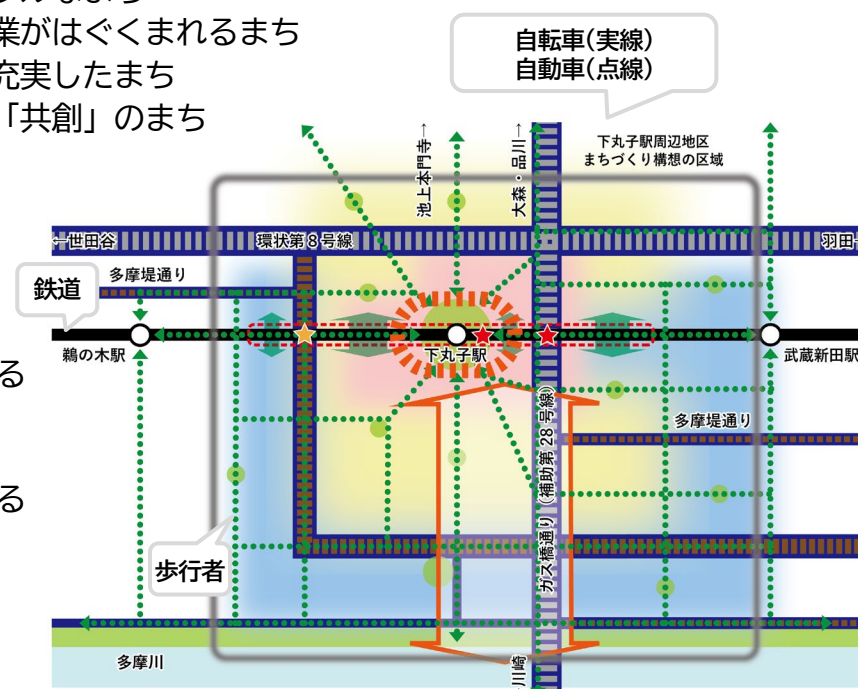 業がはぐくまれるまち
充実したまち
「共創」のまち
自転車(実線)
自動車(点線)
池上本門寺→
大森・品川→
下丸子駅周辺地区
まちづくり構想の区域
←世田谷
環状第8号線
羽田
鉄道
多摩堤通り
鵜の木駅
下丸子駅
武蔵新田駅
る
多摩堤通り
ガス橋通り(補助第28号線)
る
歩行者
多摩川
川崎